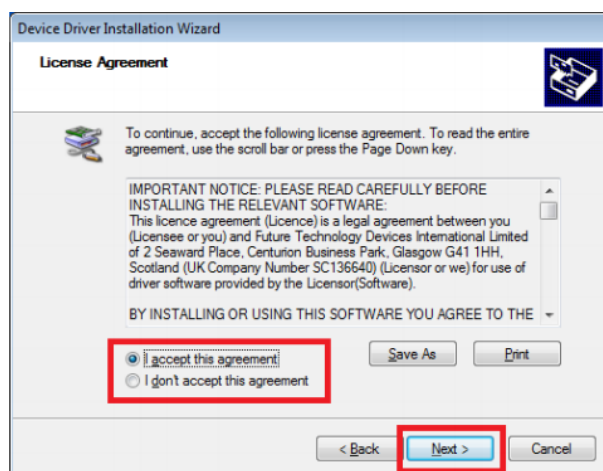 Device Driver Installation Wizard
License Agreement
To continue, accept the following license agreement. To read the entire
agreement, use the scroll bar or press the Page Down key.
IMPORTANT NOTICE: PLEASE READ CAREFULLY BEFORE
INSTALLING THE RELEVANT SOFTWARE:
This licence agreement (Licence) is a legal agreement between you
(Licensee or you) and Future Technology Devices International Limited
of 2 Seaward Place, Centurion Business Park, Glasgow G41 1HH,
Scotland (UK Company Number SC136640) (Licensor or we) for use of
driver software provided by the Licensor(Software).
BY INSTALLING OR USING THIS SOFTWARE YOU AGREE TO THE
I accept this agreement
Save As
Print
I don't accept this agreement
< Back
Next >
Cancel